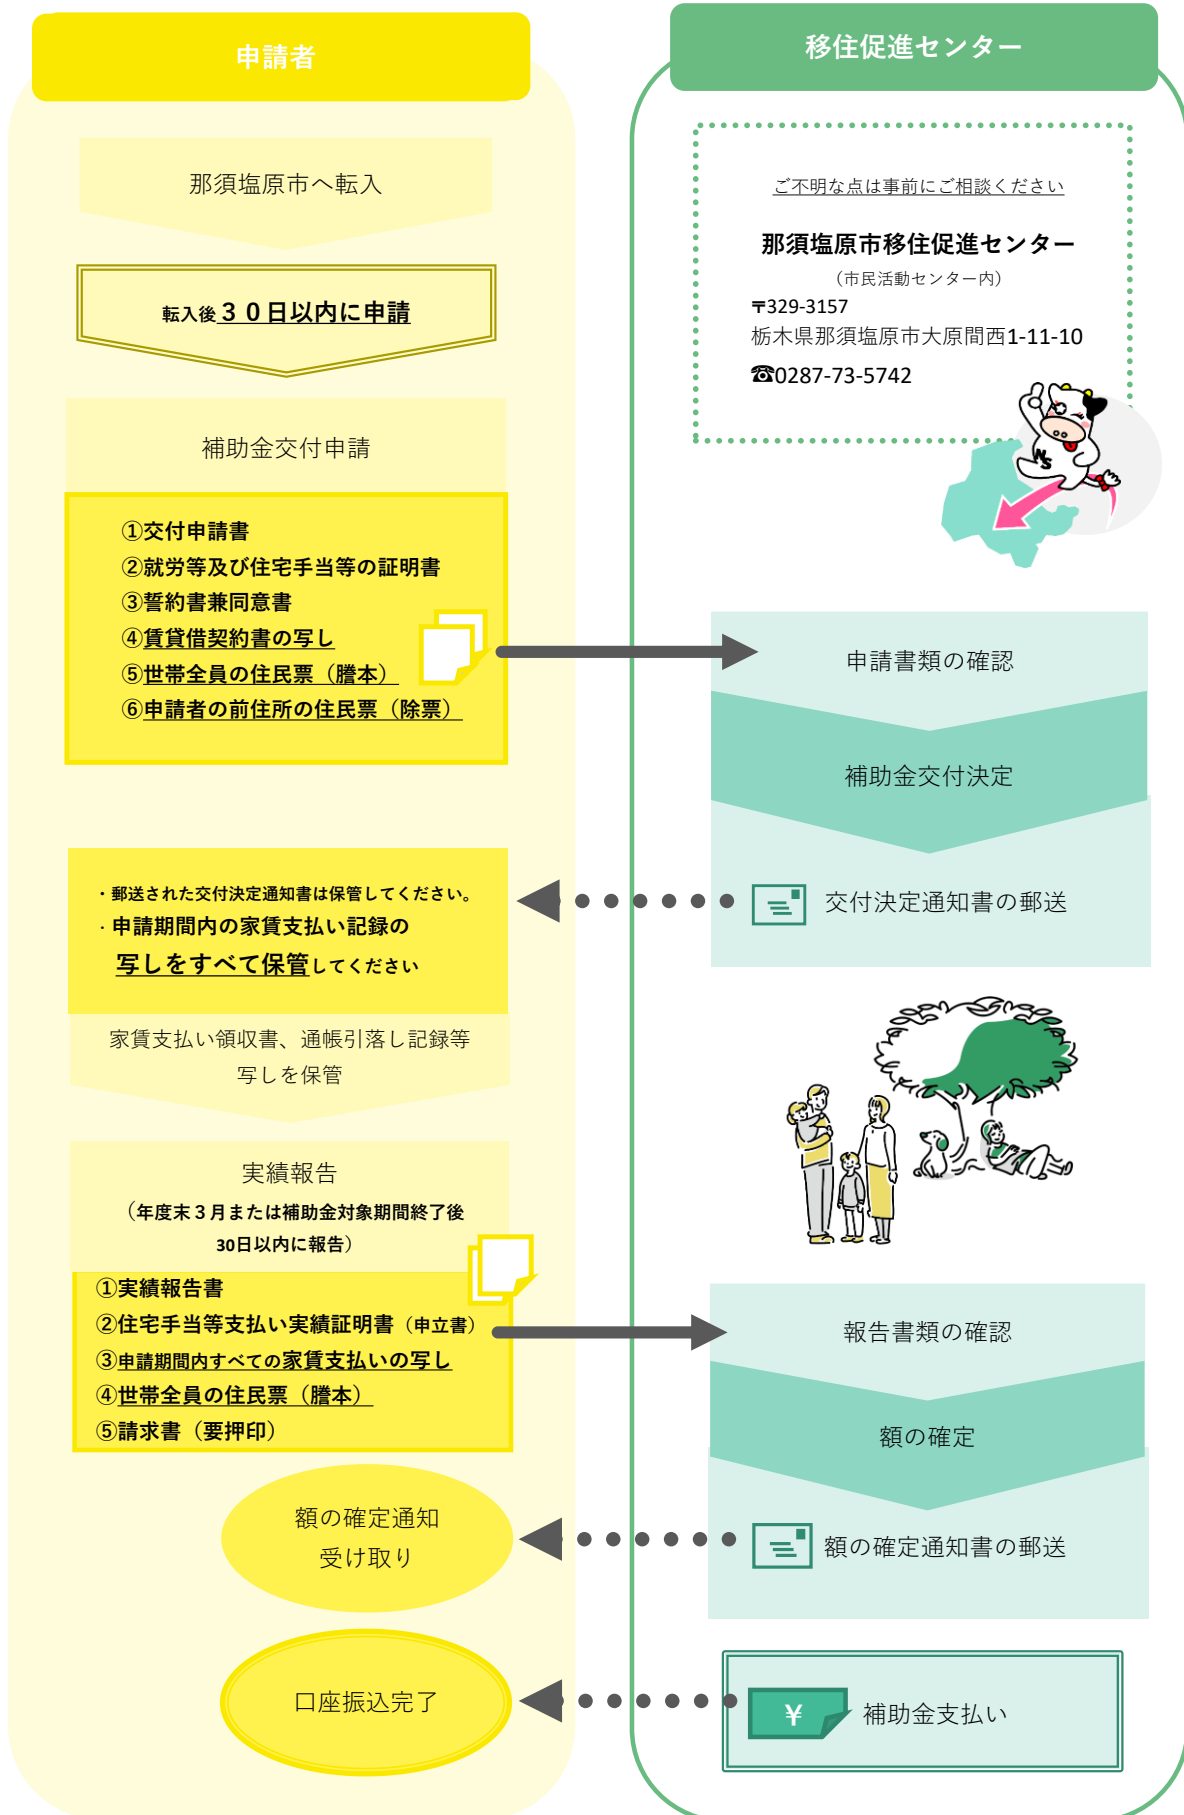 申請者
那須塩原市へ転入
転入後３０日以内に申請
補助金交付申請
①交付申請書
②就労等及び住宅手当等の証明書
③誓約書兼同意書
④賃貸借契約書の写し
⑤世帯全員の住民票（謄本）
⑥申請者の前住所の住民票（除票）
・郵送された交付決定通知書は保管してください。
・申請期間内の家賃支払い記録の
写しをすべて保管してください
家賃支払い領収書、通帳引落し記録等
写しを保管
実績報告
（年度末３月または補助金対象期間終了後
30日以内に報告）
①実績報告書
②住宅手当等支払い実績証明書（申立書）
③申請期間内すべての家賃支払いの写し
④世帯全員の住民票（謄本）
⑤請求書（要押印）
額の確定通知
受け取り
口座振込完了
移住促進センター
ご不明な点は事前にご相談ください
那須塩原市移住促進センター
（市民活動センター内）
〒329-3157
栃木県那須塩原市大原間西1-11-10
☎0287-73-5742
NS
申請書類の確認
補助金交付決定
交付決定通知書の郵送
報告書類の確認
額の確定
額の確定通知書の郵送
¥ 補助金支払い